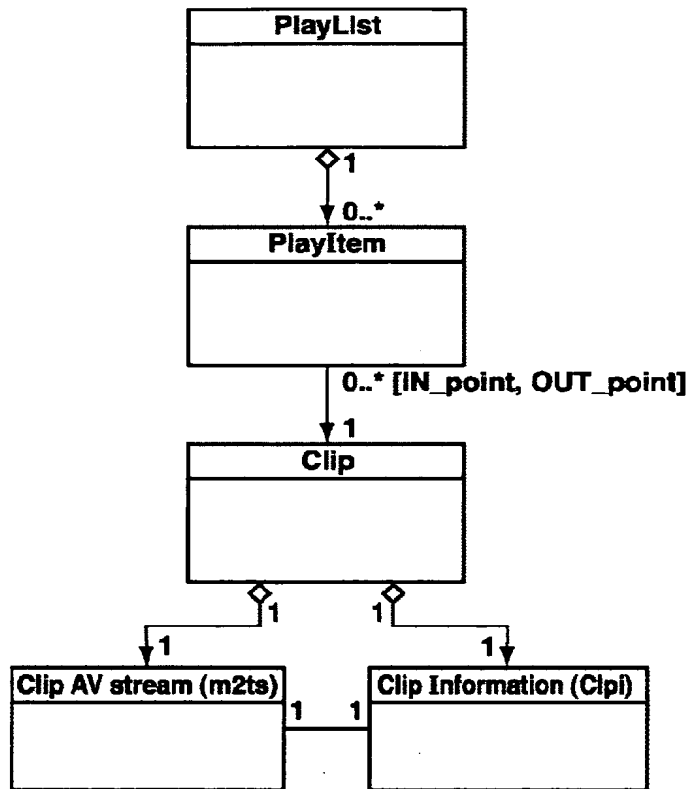 PlayList
1
0..*
PlayItem
0..* [IN_point, OUT_point]
1
Clip
1 1
1 1
Clip AV stream (m2ts) Clip Information (Clpi)
1 1